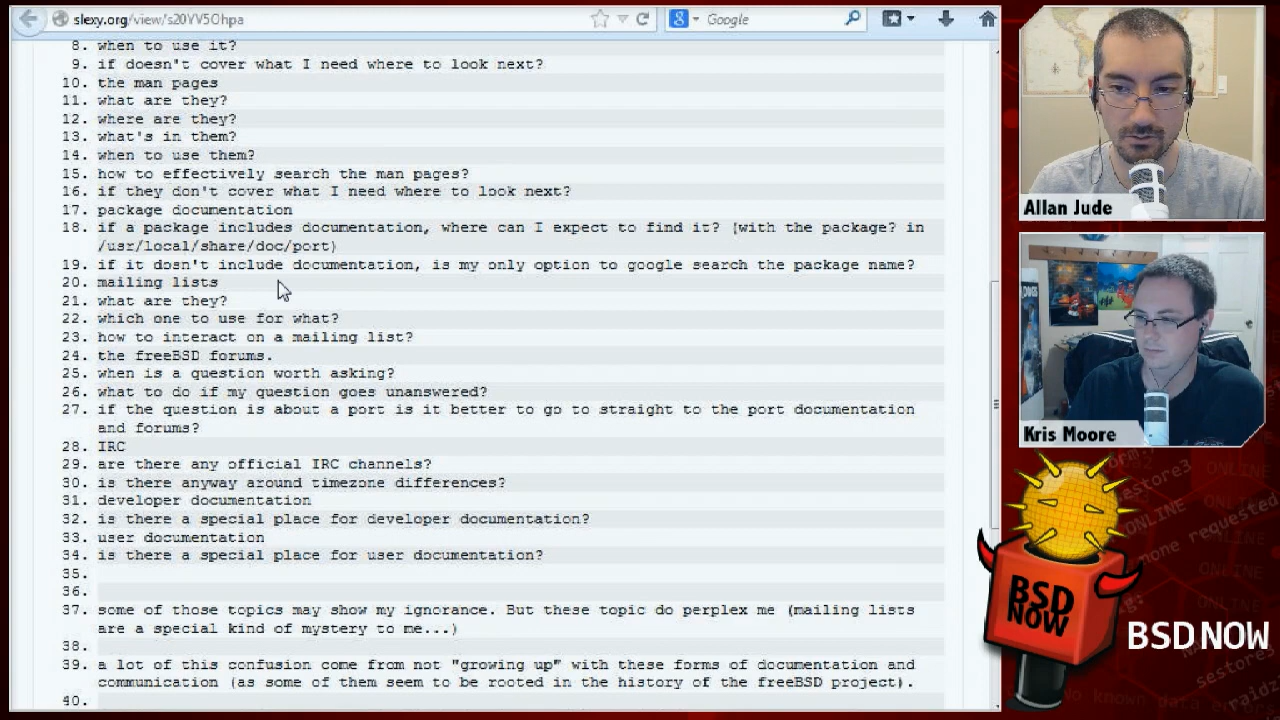 slexy.org/view/s20YV5Ohpa
Google
8. when to use it?
9. if doesn't cover what I need where to look next?
10. the man pages
11. what are they?
12. where are they?
13. what's in them?
14. when to use them?
15. how to effectively search the man pages?
16. if they don't cover what I need where to look next?
17. package documentation
18. if a package includes documentation, where can I expect to find it? (with the package? in
/usr/local/share/doc/port)
19. if it dosn't include documentation, is my only option to google search the package name?
20. mailing lists
21. what are they?
22. which one to use for what?
23. how to interact on a mailing list?
24. the freeBSD forums.
25. when is a question worth asking?
26. what to do if my question goes unanswered?
27. if the question is about a port is it better to go to straight to the port documentation
and forums?
28. IRC
29. are there any official IRC channels?
30. is there anyway around timezone differences?
31. developer documentation
32. is there a special place for developer documentation?
33. user documentation
34. is there a special place for user documentation?
35.
36.
37. some of those topics may show my ignorance. But these topic do perplex me (mailing lists
are a special kind of mystery to me...)
38.
39. a lot of this confusion come from not "growing up" with these forms of documentation and
communication (as some of them seem to be rooted in the history of the freeBSD project).
40.
Allan Jude
Kris Moore
BSD
NOW
BSD NOW